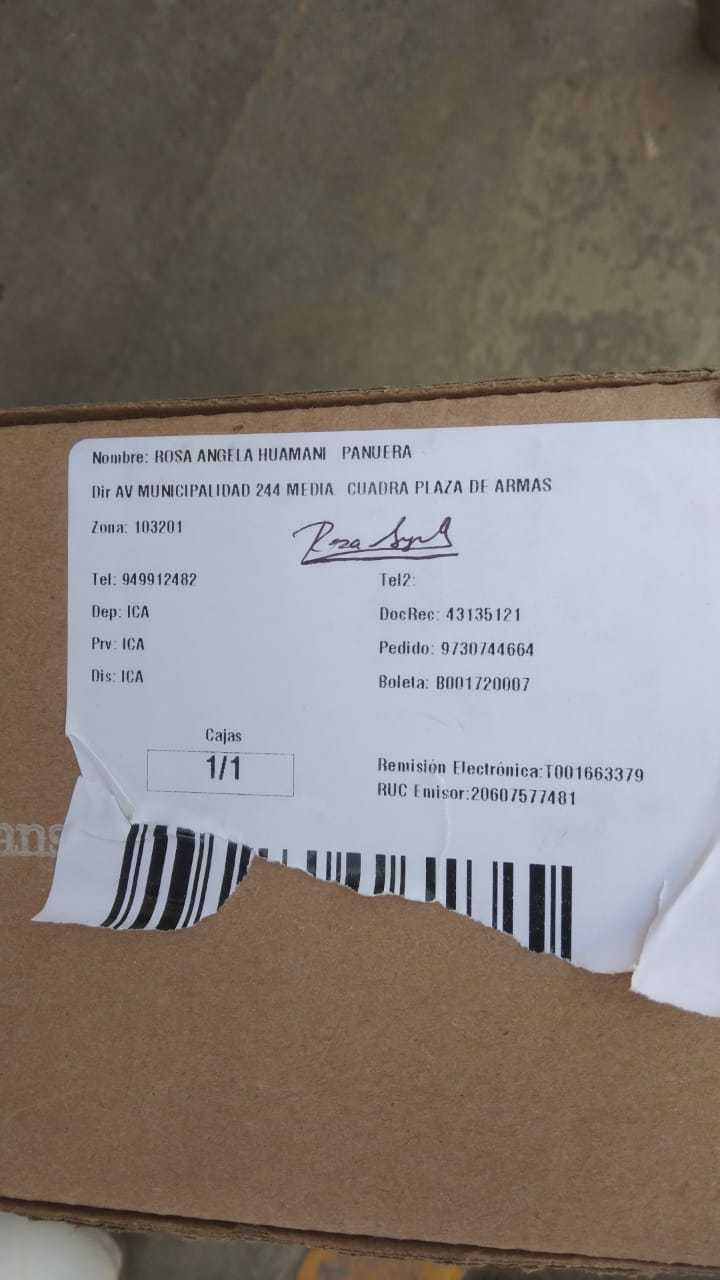 Nombre: ROSA ANGELA HUAMANI PANUERA
Dir AV MUNICIPALIDAD 244 MEDIA CUADRA PLAZA DE ARMAS
Zona: 103201
Rosa
Tel: 949912482 Tel2:
Dep: ICA DocRec: 43135121
Prv: ICA Pedido: 9730744664
Dis: ICA Boleta: B001720007
Cajas
1/1
Remisión Electrónica:T001663379
RUC Emisor:20607577481
ans